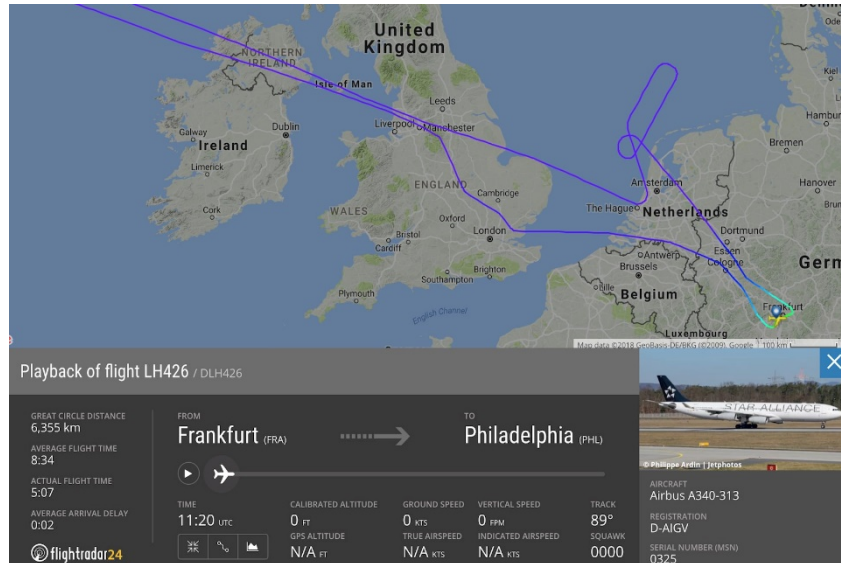 Ode
United
Kingdom
NORTHERN
IRELAND
Kiel
Isle of Man
Leeds
Hambur
Galway
Dublin
Liverpool
Manchester
Ireland
Bremen
Limerick
Amsterdam
Hanover
ENGLAND
Cambridge
WALES
The Hague
Netherlands
Brun
Cork
Oxford
Dortmund
Bristol
London
Essen
Cardiff
Antwerp
Cologne
Germ
Brighton
Brussels
Southampton
Lille
Belgium
Plymouth
Frankfurt
English Channel
Luxembourg
Map data ©2018 GeoBasis-DE/BKG (©2009), Google
100 km
Playback of flight LH426 / DLH426
GREAT CIRCLE DISTANCE
6,355 km
AVERAGE FLIGHT TIME
8:34
ACTUAL FLIGHT TIME
5:07
AVERAGE ARRIVAL DELAY
0:02
flightradar24
FROM
Frankfurt (FRA)
TO
Philadelphia (PHL)
TIME
11:20 UTC
CALIBRATED ALTITUDE
0 FT
GROUND SPEED
0 KTS
VERTICAL SPEED
0 FPM
TRACK
89°
GPS ALTITUDE
N/A FT
TRUE AIRSPEED
N/A KTS
INDICATED AIRSPEED
N/A KTS
SQUAWK
0000
STAR ALLIANCE
© Philippe Ardin | Jetphotos
AIRCRAFT
Airbus A340-313
REGISTRATION
D-AIGV
SERIAL NUMBER (MSN)
0325